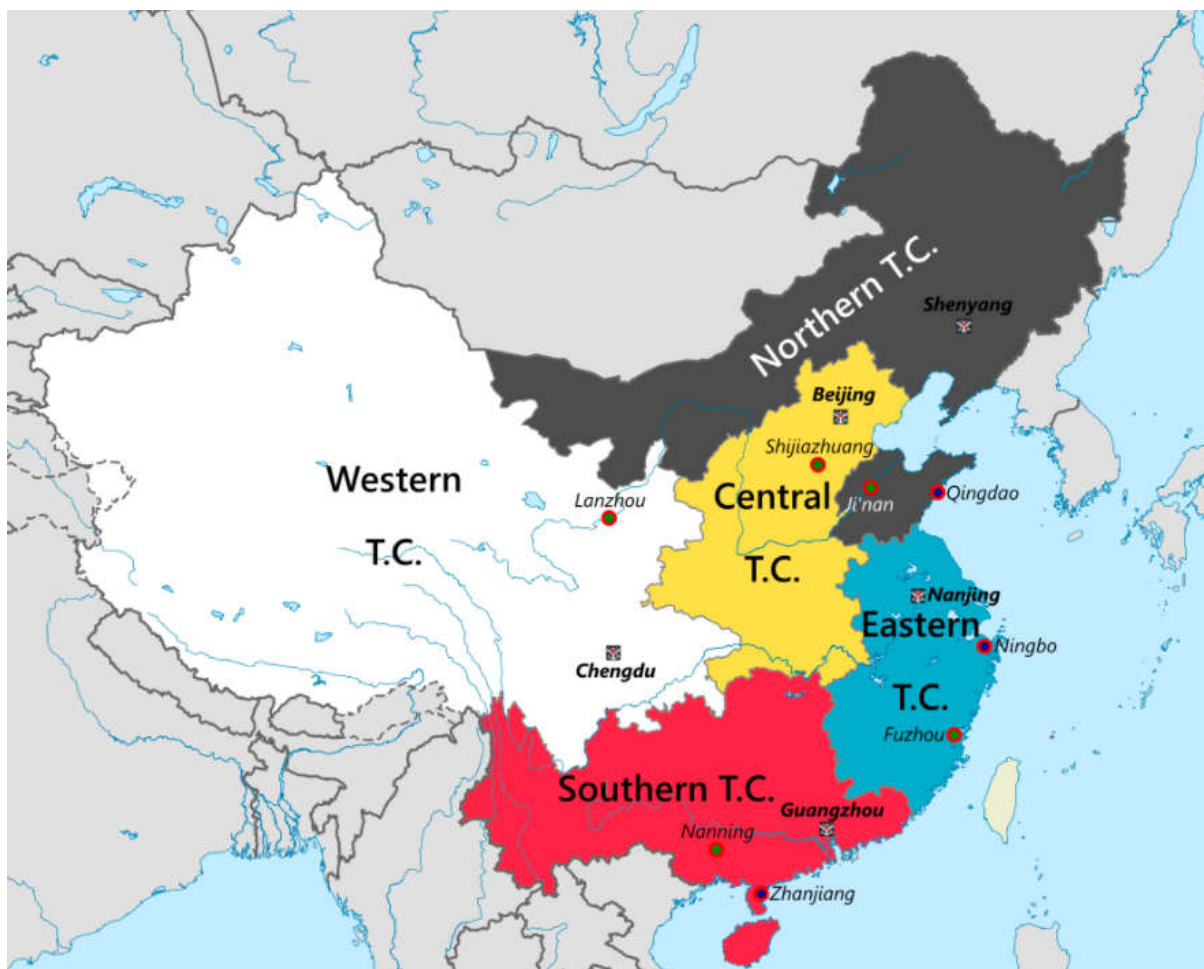 Northern T.C.
Shenyang
Beijing
Shijiazhuang
Western
Central
Ji'nan
Qingdao
Lanzhou
T.C.
T.C.
Nanjing
Eastern
Ningbo
Chengdu
T.C.
Fuzhou
Southern T.C.
Guangzhou
Nanning
Zhanjiang